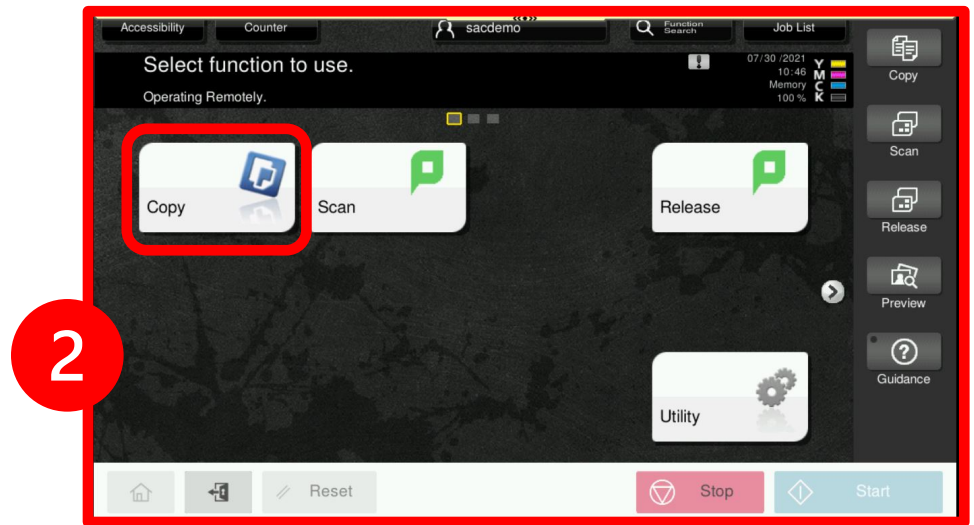 Accessibility
Counter
sacdemo
Function
Search
Job List
Select function to use.
Operating Remotely.
07/30 /2021
10:46
Memory
100 %
Y
M
C
K
Copy
Scan
Release
Utility
Copy
Scan
Release
Preview
Guidance
2
Reset
Stop
Start